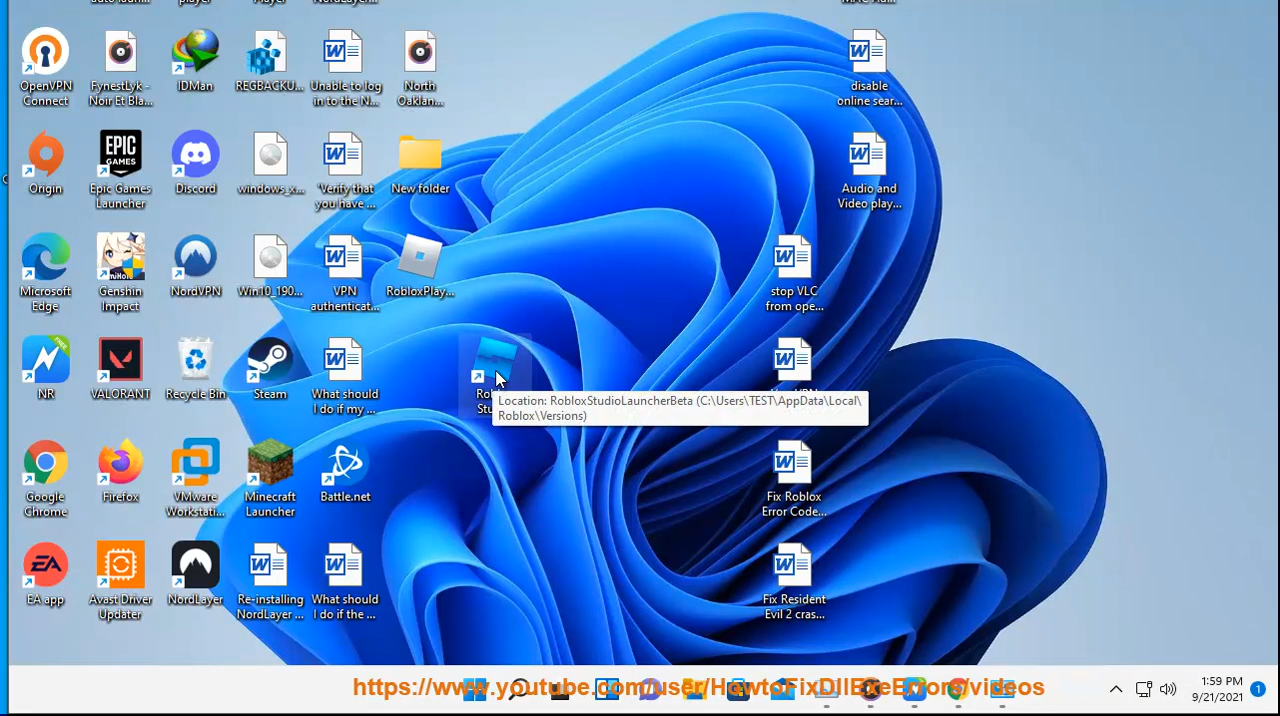 OpenVPN
Connect
FynestLyk -
Noir Et Bla...
IDMan
REGBACKU...
Unable to log
in to the N...
North
Oaklan...
disable
online sear...
Origin
EPIC
GAMES
Epic Games
Launcher
Discord
windows_x...
'Verify that
you have ...
New folder
Audio and
Video play...
Microsoft
Edge
Genshin
Impact
NordVPN
Win10_190...
VPN
authenticat...
RobloxPlay...
stop VLC
from ope...
FREE
NR
VALORANT
Recycle Bin
Steam
What should
I do if my ...
Location: RobloxStudioLauncherBeta (C:\Users\TEST\AppData\Local\
Roblox\Versions)
Google
Chrome
Firefox
VMware
Workstati...
Minecraft
Launcher
Battle.net
Fix Roblox
Error Code...
EA
EA app
Avast Driver
Updater
NordLayer
Re-installing
NordLayer ...
What should
I do if the ...
Fix Resident
Evil 2 cras...
https://www.youtube.com/user/HowtoFixDllExeErrors/videos
1:59 PM
9/21/2021
1